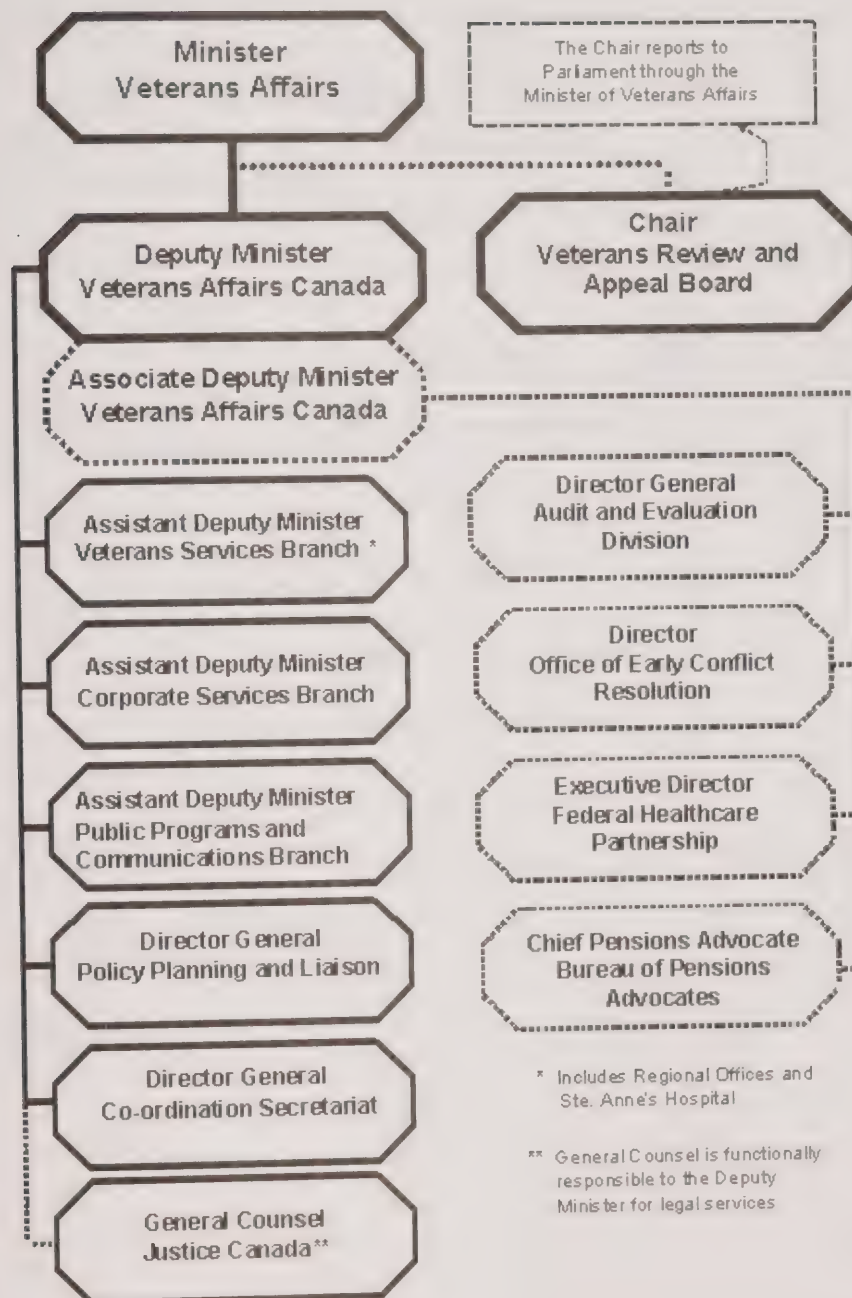 Minister
Veterans Affairs
The Chair reports to
Parliament through the
Minister of Veterans Affairs
Deputy Minister
Veterans Affairs Canada
Chair
Veterans Review and
Appeal Board
Associate Deputy Minister
Veterans Affairs Canada
Assistant Deputy Minister
Veterans Services Branch *
Director General
Audit and Evaluation
Division
Assistant Deputy Minister
Corporate Services Branch
Director
Office of Early Conflict
Resolution
Assistant Deputy Minister
Public Programs and
Communications Branch
Executive Director
Federal Healthcare
Partnership
Director General
Policy Planning and Liaison
Chief Pensions Advocate
Bureau of Pensions
Advocates
Director General
Co-ordination Secretariat
General Counsel
Justice Canada**
* Includes Regional Offices and
Ste. Anne's Hospital
** General Counsel is functionally
responsible to the Deputy
Minister for legal services